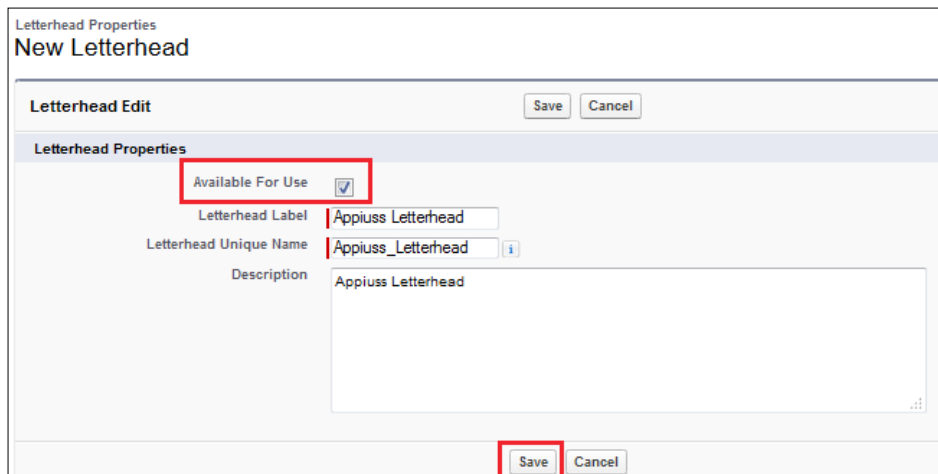 Letterhead Properties
New Letterhead
Letterhead Edit Save Cancel
Letterhead Properties
Available For Use
Letterhead Label Appiuss Letterhead
Letterhead Unique Name Appiuss_Letterhead i
Description Appiuss Letterhead
Save Cancel